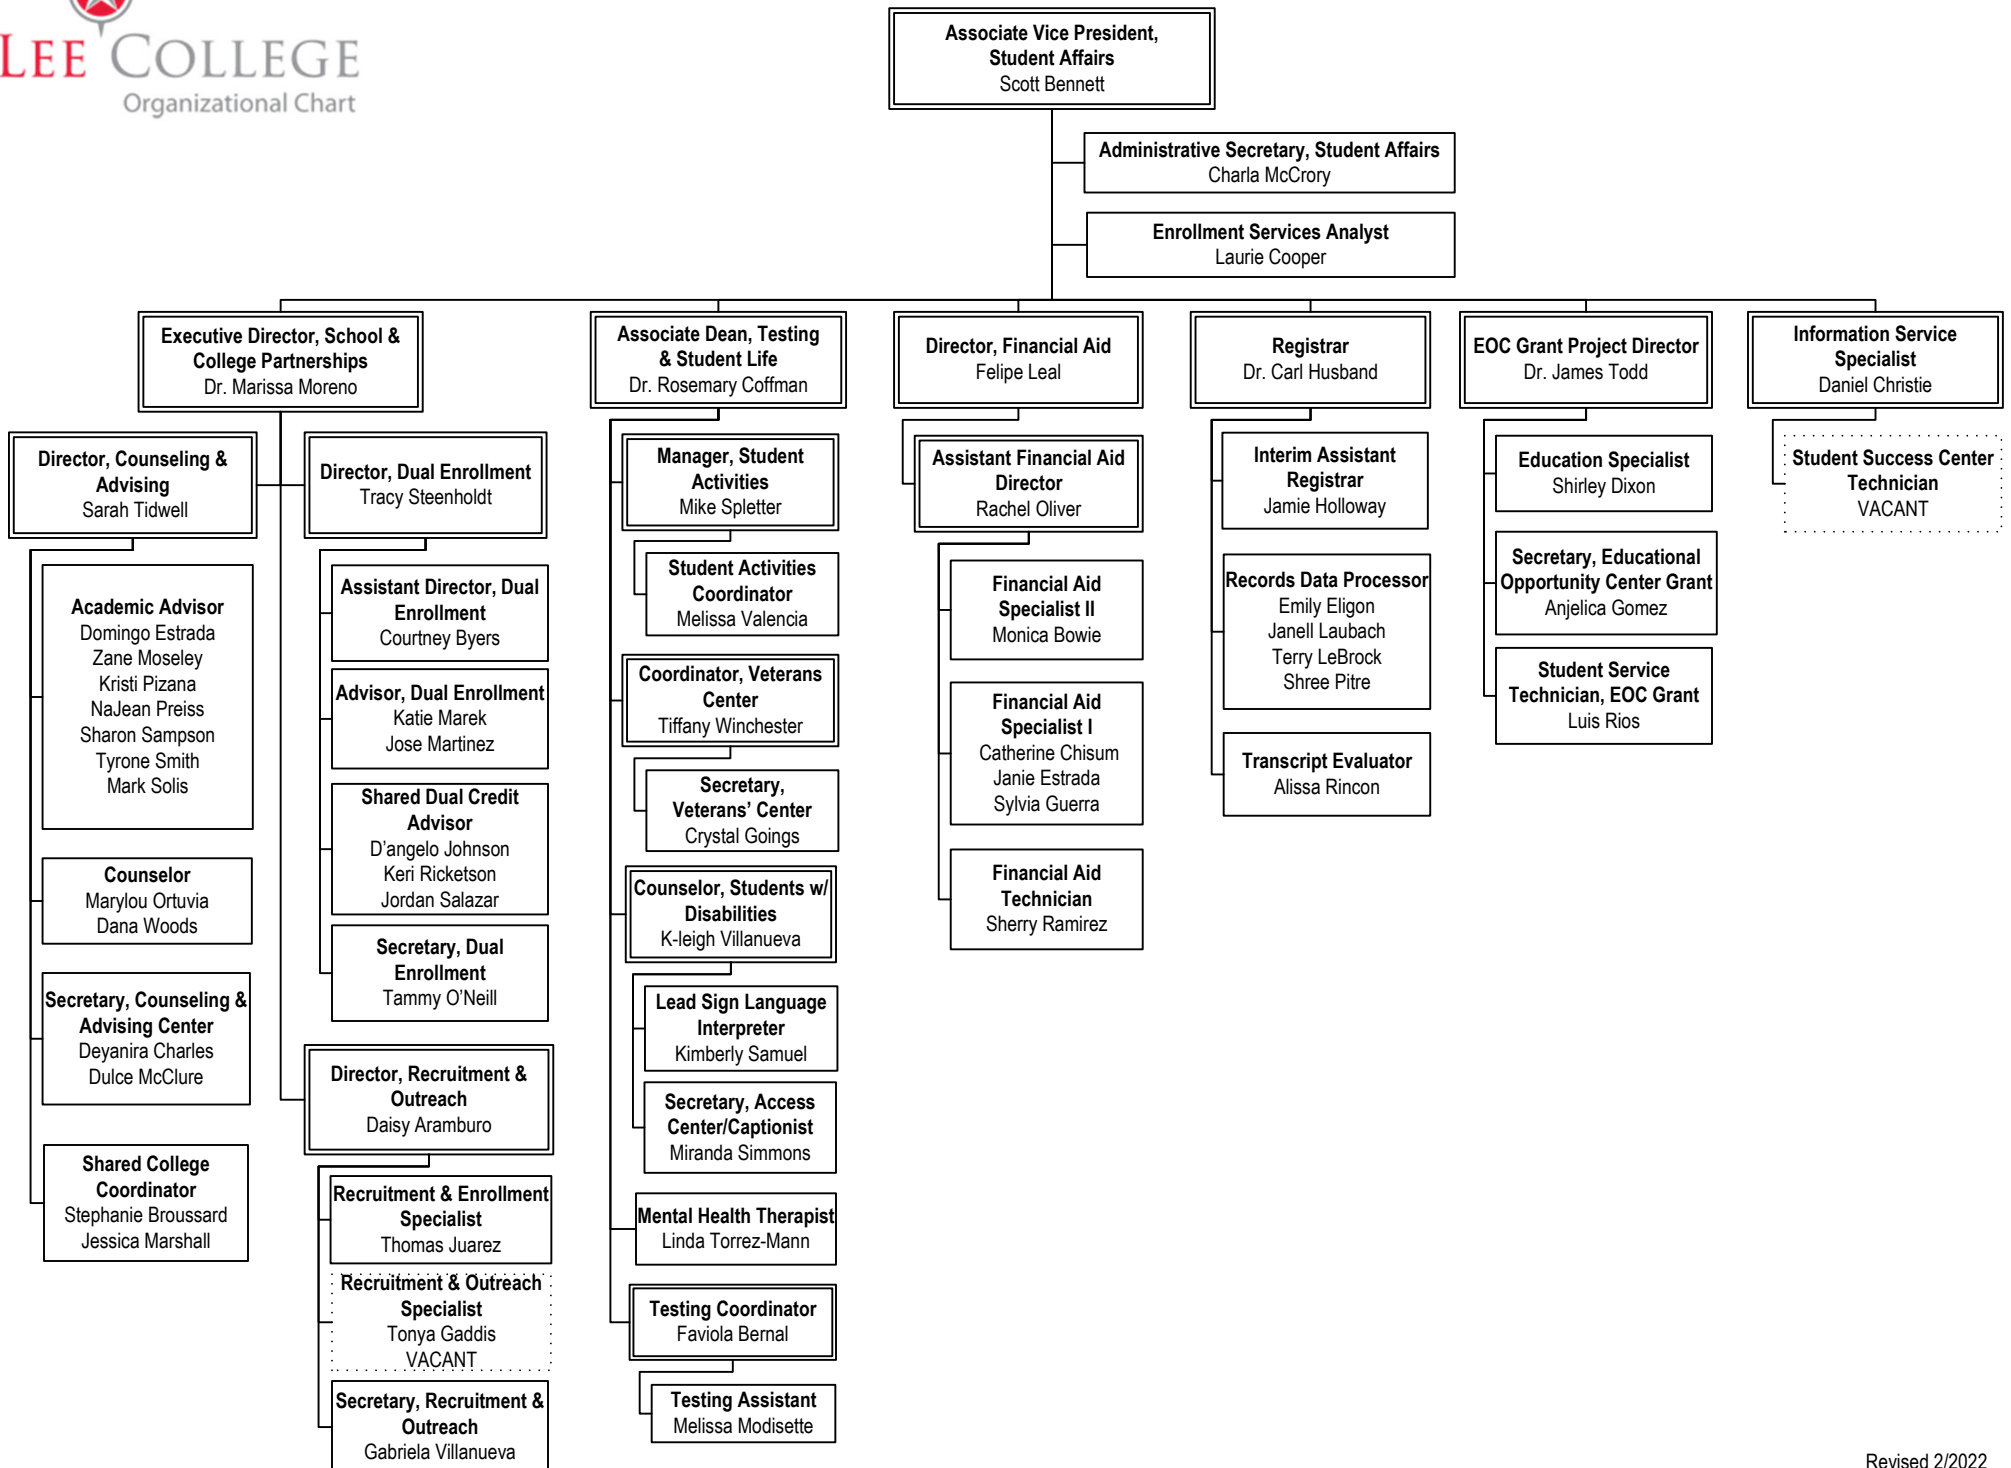 LEE COLLEGE
Organizational Chart
Associate Vice President,
Student Affairs
Scott Bennett
Administrative Secretary, Student Affairs
Charla McCrory
Enrollment Services Analyst
Laurie Cooper
Executive Director, School &
College Partnerships
Dr. Marissa Moreno
Associate Dean, Testing
& Student Life
Dr. Rosemary Coffman
Director, Financial Aid
Felipe Leal
Registrar
Dr. Carl Husband
EOC Grant Project Director
Dr. James Todd
Information Service
Specialist
Daniel Christie
Director, Counseling &
Advising
Sarah Tidwell
Academic Advisor
Domingo Estrada
Zane Moseley
Kristi Pizana
NaJean Preiss
Sharon Sampson
Tyrone Smith
Mark Solis
Counselor
Marylou Ortuvia
Dana Woods
Secretary, Counseling &
Advising Center
Deyanira Charles
Dulce McClure
Shared College
Coordinator
Stephanie Broussard
Jessica Marshall
Director, Dual Enrollment
Tracy Steenholdt
Assistant Director, Dual
Enrollment
Courtney Byers
Advisor, Dual Enrollment
Katie Marek
Jose Martinez
Shared Dual Credit
Advisor
D’angelo Johnson
Keri Ricketson
Jordan Salazar
Secretary, Dual
Enrollment
Tammy O’Neill
Director, Recruitment &
Outreach
Daisy Aramburo
Recruitment & Enrollment
Specialist
Thomas Juarez
Recruitment & Outreach
Specialist
Tonya Gaddis
VACANT
Secretary, Recruitment &
Outreach
Gabriela Villanueva
Manager, Student
Activities
Mike Spletter
Student Activities
Coordinator
Melissa Valencia
Coordinator, Veterans
Center
Tiffany Winchester
Secretary,
Veterans’ Center
Crystal Goings
Counselor, Students w/
Disabilities
K-leigh Villanueva
Lead Sign Language
Interpreter
Kimberly Samuel
Secretary, Access
Center/Captionist
Miranda Simmons
Mental Health Therapist
Linda Torrez-Mann
Testing Coordinator
Faviola Bernal
Testing Assistant
Melissa Modisette
Assistant Financial Aid
Director
Rachel Oliver
Financial Aid
Specialist II
Monica Bowie
Financial Aid
Specialist I
Catherine Chisum
Janie Estrada
Sylvia Guerra
Financial Aid
Technician
Sherry Ramirez
Interim Assistant
Registrar
Jamie Holloway
Records Data Processor
Emily Eligon
Janell Laubach
Terry LeBrock
Shree Pitre
Transcript Evaluator
Alissa Rincon
Education Specialist
Shirley Dixon
Secretary, Educational
Opportunity Center Grant
Anjelica Gomez
Student Service
Technician, EOC Grant
Luis Rios
Student Success Center
Technician
VACANT
Revised 2/2022